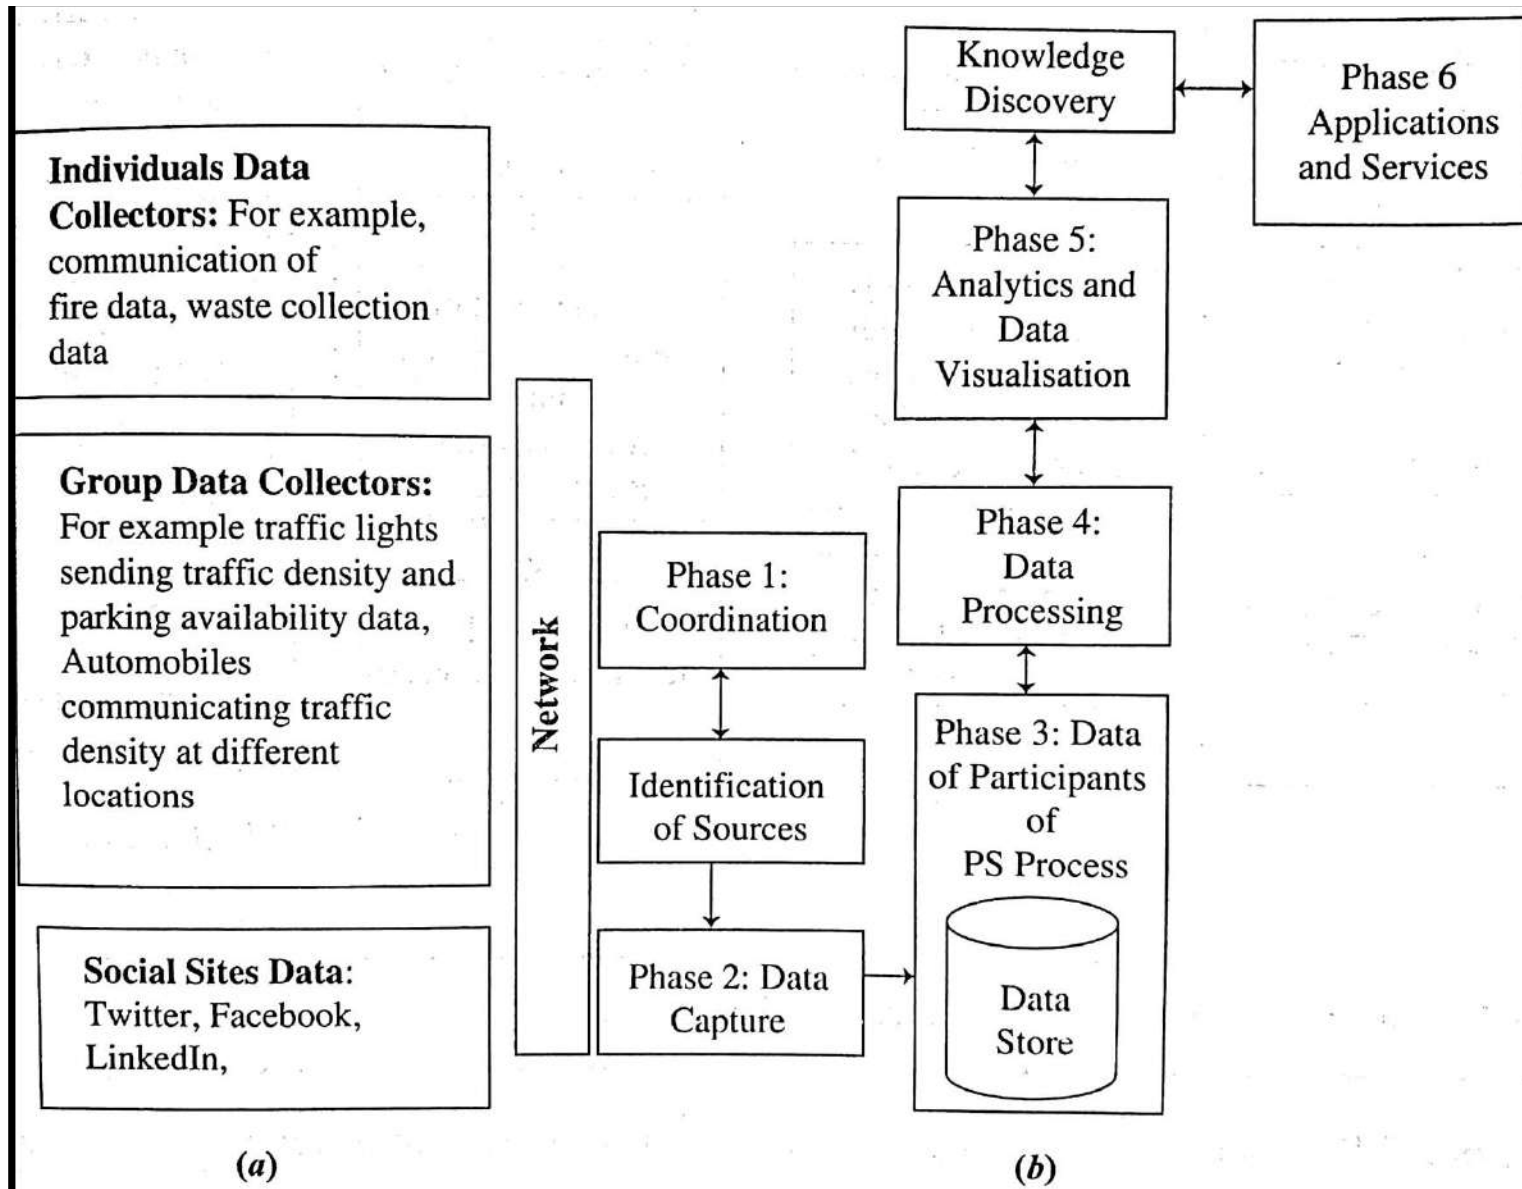 Individuals Data
Collectors: For example,
communication of
fire data, waste collection
data
Group Data Collectors:
For example traffic lights
sending traffic density and
parking availability data,
Automobiles
communicating traffic
density at different
locations
Social Sites Data:
Twitter, Facebook,
LinkedIn,
(a)
Network
Phase 1:
Coordination
Identification
of Sources
Phase 2: Data
Capture
Knowledge
Discovery
Phase 6
Applications
and Services
Phase 5:
Analytics and
Data
Visualisation
Phase 4:
Data
Processing
Phase 3: Data
of Participants
of
PS Process
Data
Store
(b)